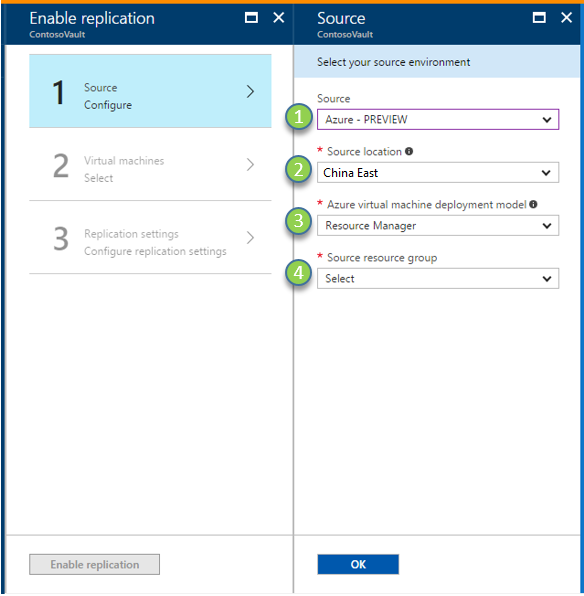 Enable replication
ContosoVault
1
Source
Configure
2
Virtual machines
Select
3
Replication settings
Configure replication settings
Enable replication
Source
ContosoVault
Select your source environment
Source
1
Azure - PREVIEW
* Source location
2
China East
* Azure virtual machine deployment model
3
Resource Manager
* Source resource group
4
Select
OK